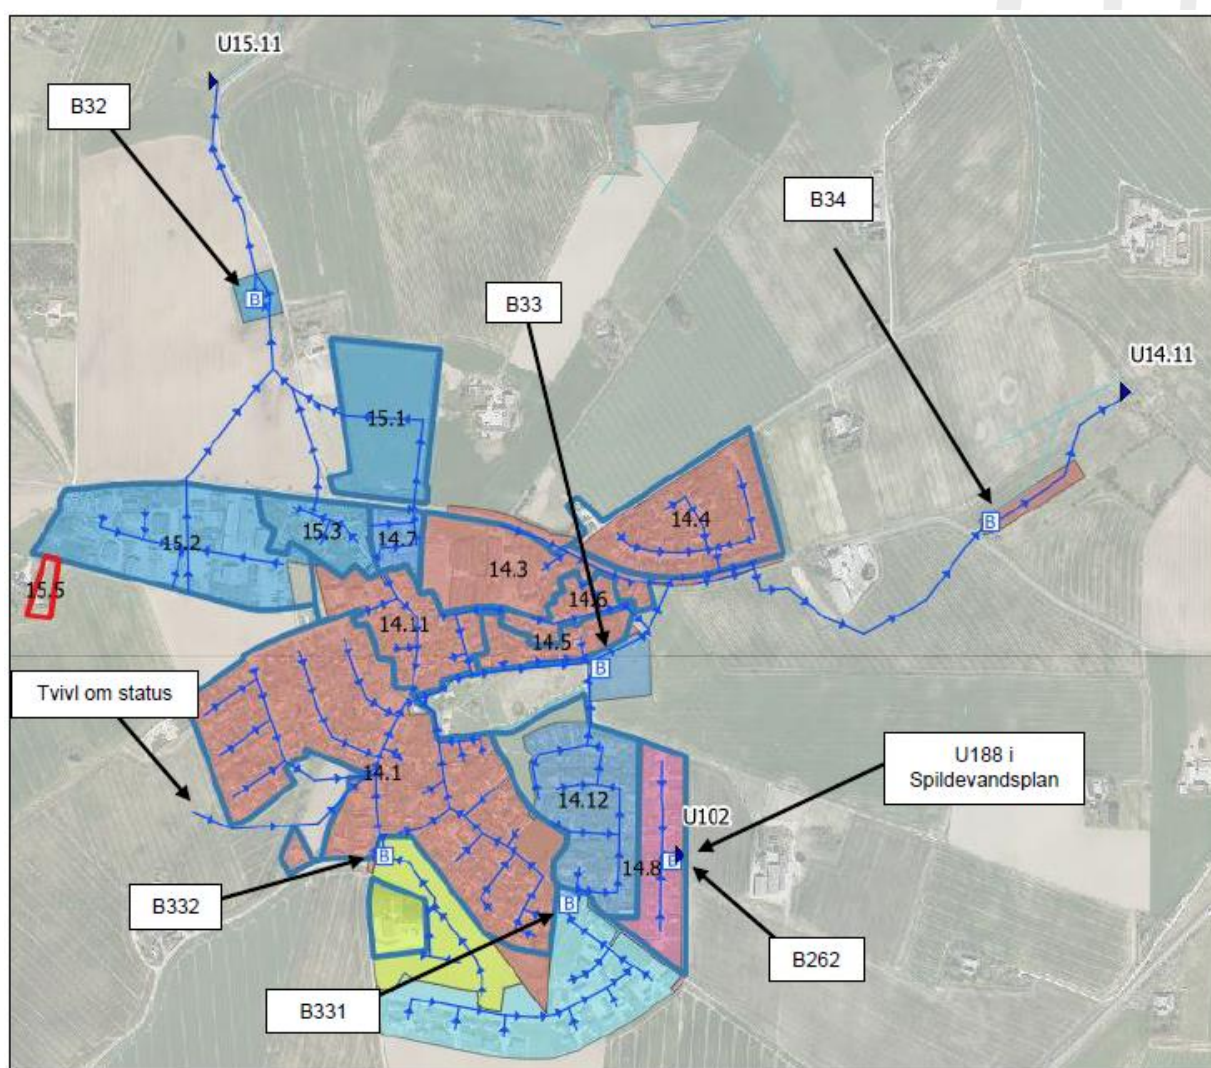 U15.11
B32
B34
B33
B
U14.11
15.1
14.4
B
15.3
15.2
14.7
14.3
15.5
14.6
14.11
14.5
B
Tvivl om status
U188 i
Spildevandsplan
14.1
14.12
U102
B
14.8
B
B332
B
B262
B331